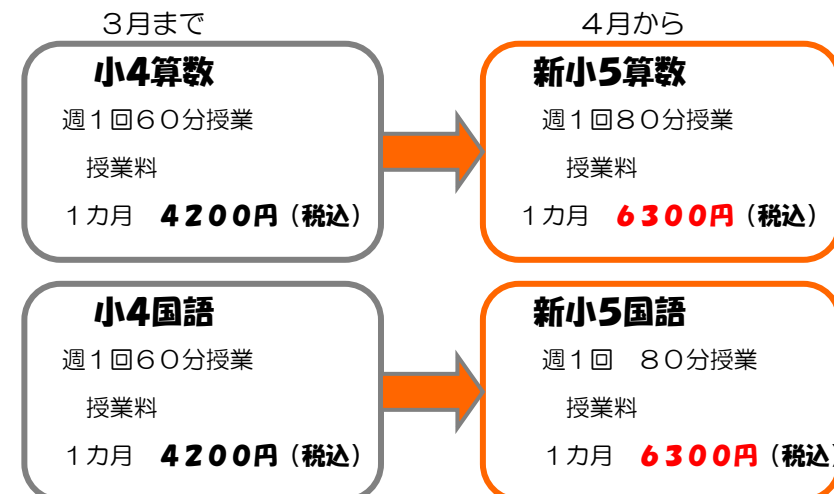 3月まで
小4算数
週1回60分授業
授業料
1カ月 4200円（税込）
4月から
新小5算数
週1回80分授業
授業料
1カ月 6300円（税込）
小4国語
週1回60分授業
授業料
1カ月 4200円（税込）
新小5国語
週1回 80分授業
授業料
1カ月 6300円（税込）